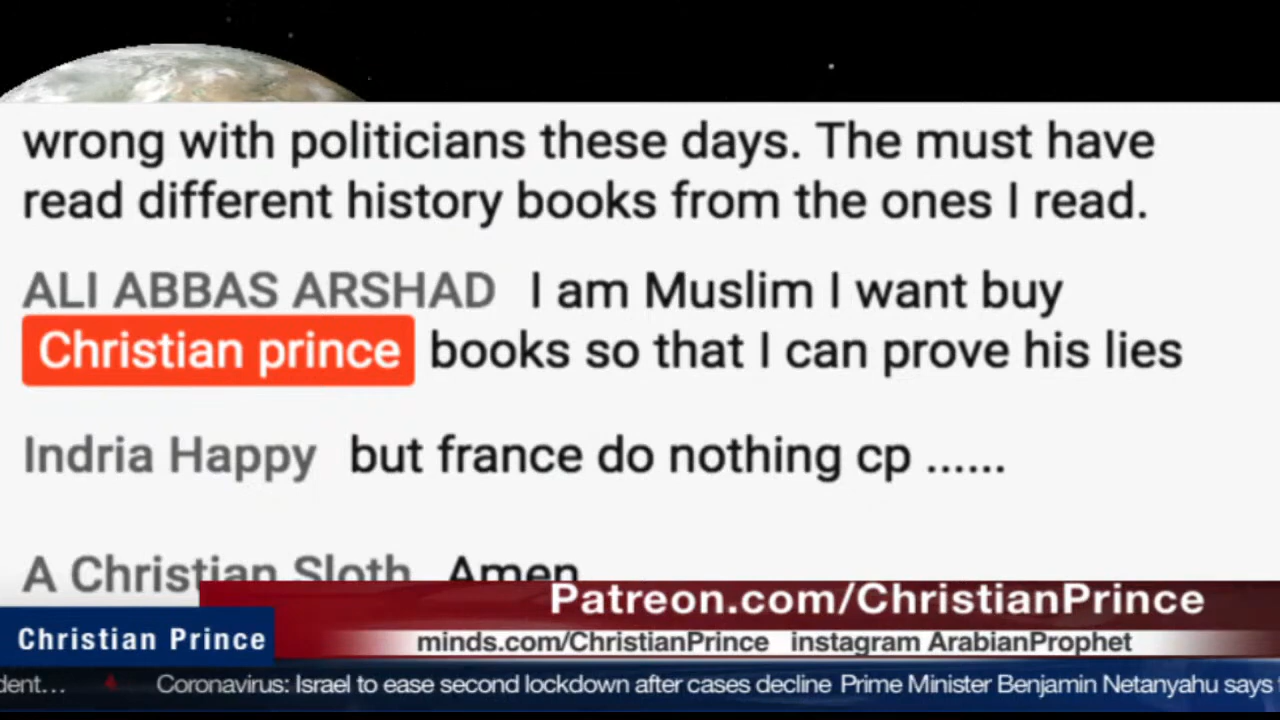 wrong with politicians these days. The must have
read different history books from the ones I read.
ALI ABBAS ARSHAD I am Muslim I want buy
Christian prince books so that I can prove his lies
Indria Happy but france do nothing cp ......
A Christian Sloth Amen
Patreon.com/ChristianPrince
Christian Prince minds.com/ChristianPrince instagram ArabianProphet
dent... Coronavirus: Israel to ease second lockdown after cases decline Prime Minister Benjamin Netanyahu says